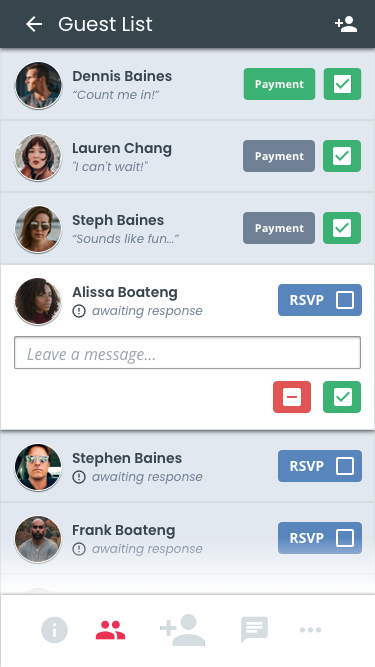 Guest List
Dennis Baines
“Count me in!”
Payment
Lauren Chang
"I can't wait!"
Payment
Steph Baines
“Sounds like fun...”
Payment
Alissa Boateng
awaiting response
RSVP
Leave a message...
Stephen Baines
awaiting response
RSVP
Frank Boateng
awaiting response
RSVP